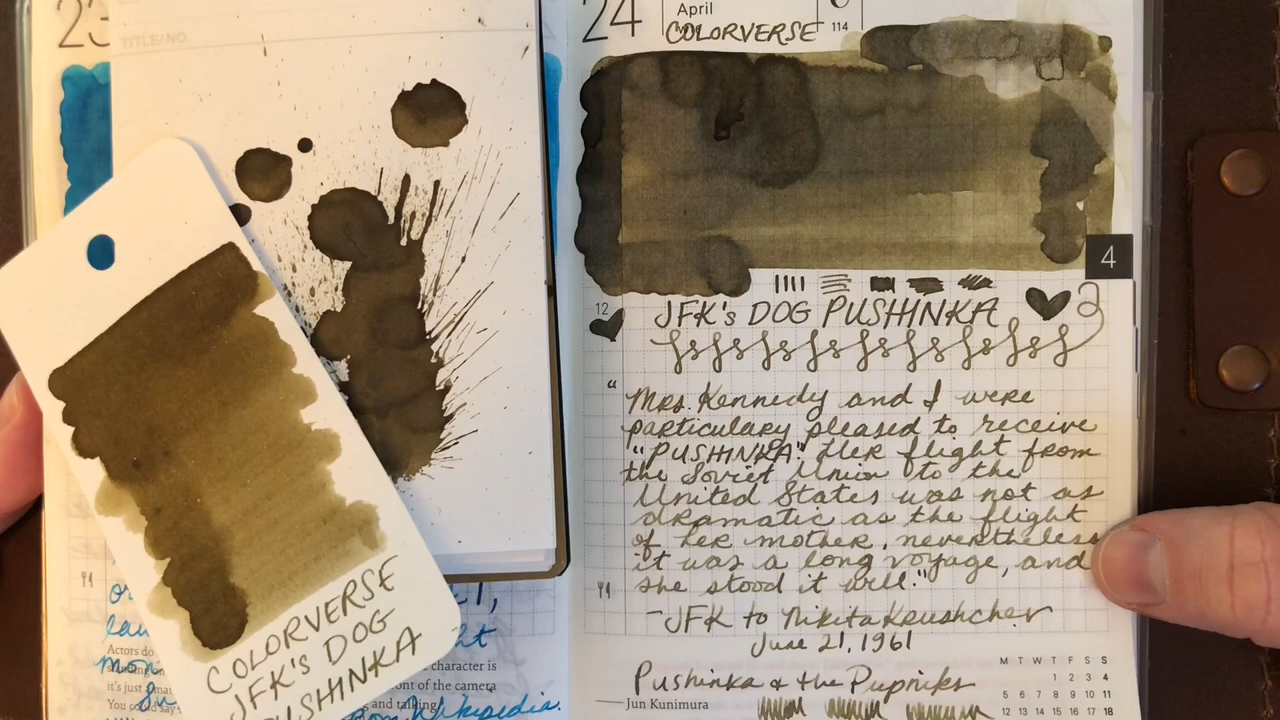 23
TITLE/NO.
COLORVERSE
JFK's DOG
PUSHINKA
Actors do
it's just a
You could say
character is
front of the camera
and talking
from Wikipedia.
24
April
COLORVERSE
114
4
12
JFK's DOG PUSHINKA
"Mrs. Kennedy and I were
particulary pleased to receive
"PUSHINKA." Her flight from
the Soviet Union to the
United States was not as
dramatic as the flight
of her mother, nevertheless
it was a long voyage, and
she stood it well."
-JFK to Nikita Krushchev
June 21, 1961
Pushinka & the Pupniks
— Jun Kunimura
M T W T F S S
1 2 3 4
5 6 7 8 9 10 11
12 13 14 15 16 17 18